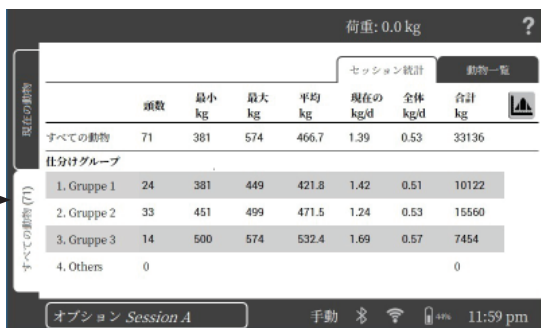 荷重: 0.0 kg ?
セッション統計 動物一覧
現在の動物
すべての動物 (71)
頭数 最小 kg 最大 kg 平均 kg 現在の kg/d 全体 kg/d 合計 kg
すべての動物 71 381 574 466.7 1.39 0.53 33136
仕分けグループ
1. Gruppe 1 24 381 449 421.8 1.42 0.51 10122
2. Gruppe 2 33 451 499 471.5 1.24 0.53 15560
3. Gruppe 3 14 500 574 532.4 1.69 0.57 7454
4. Others 0 0
オプション Session A 手動 44% 11:59 pm